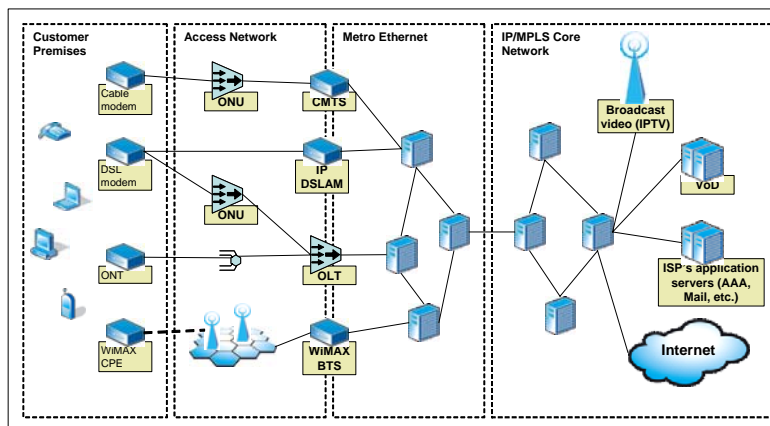 Customer
Premises
Access Network
Metro Ethernet
IP/MPLS Core
Network
Cable
modem
ONU
CMTS
Broadcast
video (IPTV)
DSL
modem
IP
DSLAM
VoD
ONU
ONT
OLT
ISP's application
servers (AAA,
Mail, etc.)
WiMAX
CPE
WiMAX
BTS
Internet